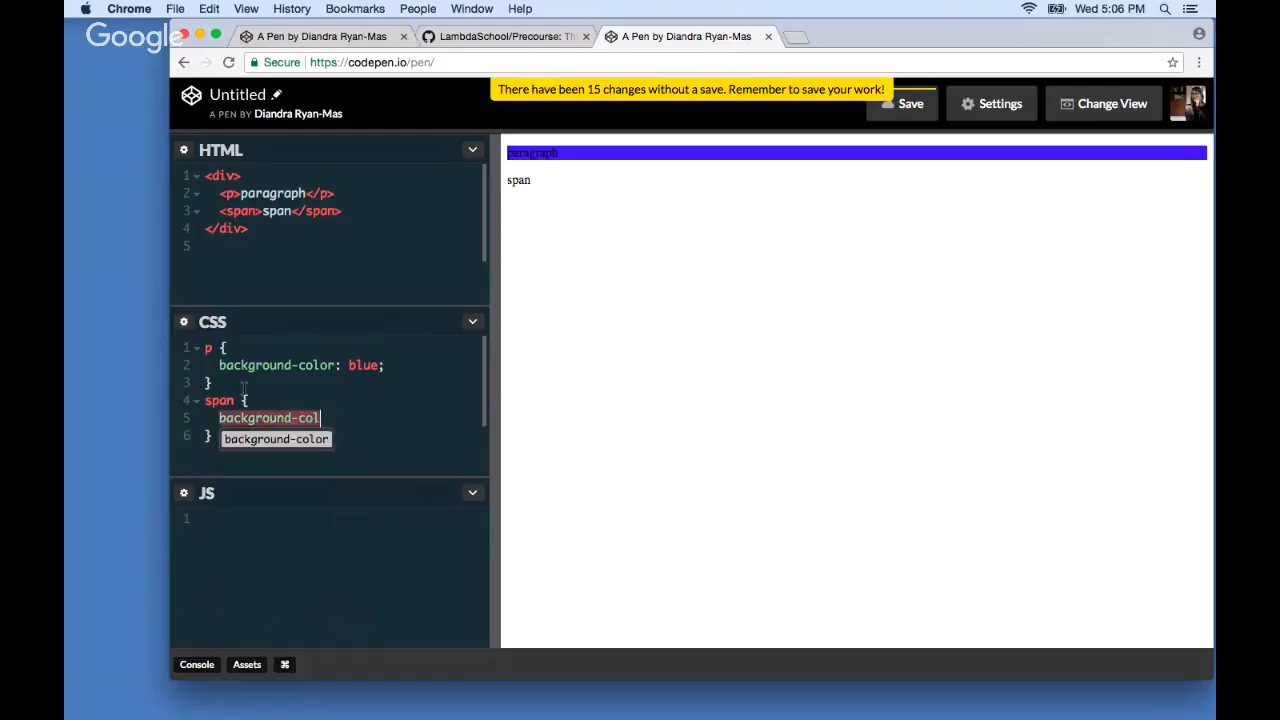 Chrome File Edit View History Bookmarks People Window Help Wed 5:06 PM
Google
A Pen by Diandra Ryan-Mas × LambdaSchool/Precourse: Th × A Pen by Diandra Ryan-Mas ×
Secure https://codepen.io/pen/
There have been 15 changes without a save. Remember to save your work!
Untitled
A PEN BY Diandra Ryan-Mas
Save Settings Change View
HTML
1 <div>
2 <p>paragraph</p>
3 <span>span</span>
4 </div>
5
CSS
1 p {
2 background-color: blue;
3 }
4 span {
5 background-col
6 }
background-color
JS
1
paragraph
span
Console Assets ⌘